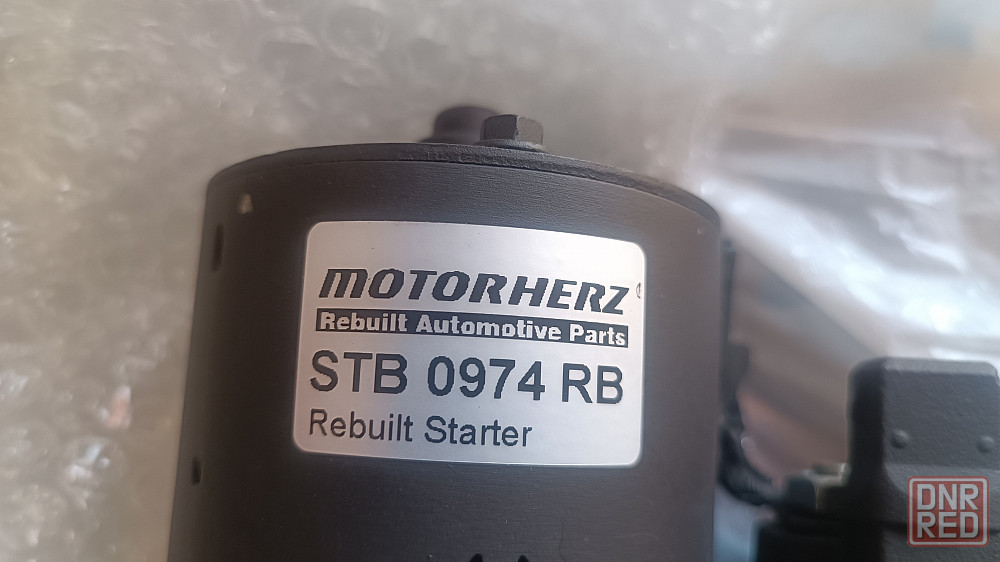 MOTORHERZ
Rebuilt Automotive Parts
STB 0974 RB
Rebuilt Starter
DNR
RED